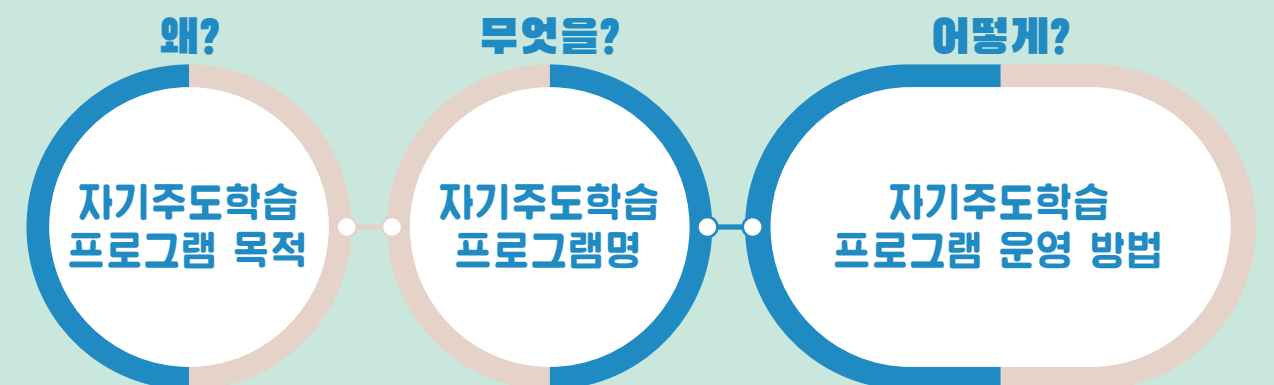 왜?
무엇을?
어떻게?
자기주도학습
프로그램 목적
자기주도학습
프로그램명
자기주도학습
프로그램 운영 방법